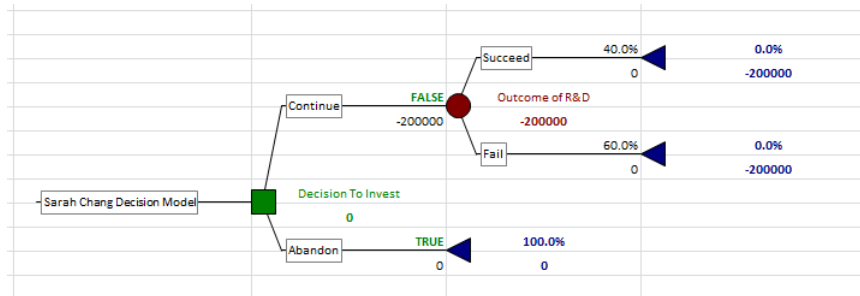 Succeed 40.0% 0.0%
0 -200000
Continue FALSE Outcome of R&D
-200000 -200000
Fail 60.0% 0.0%
0 -200000
Sarah Chang Decision Model Decision To Invest
0
Abandon TRUE 100.0%
0 0